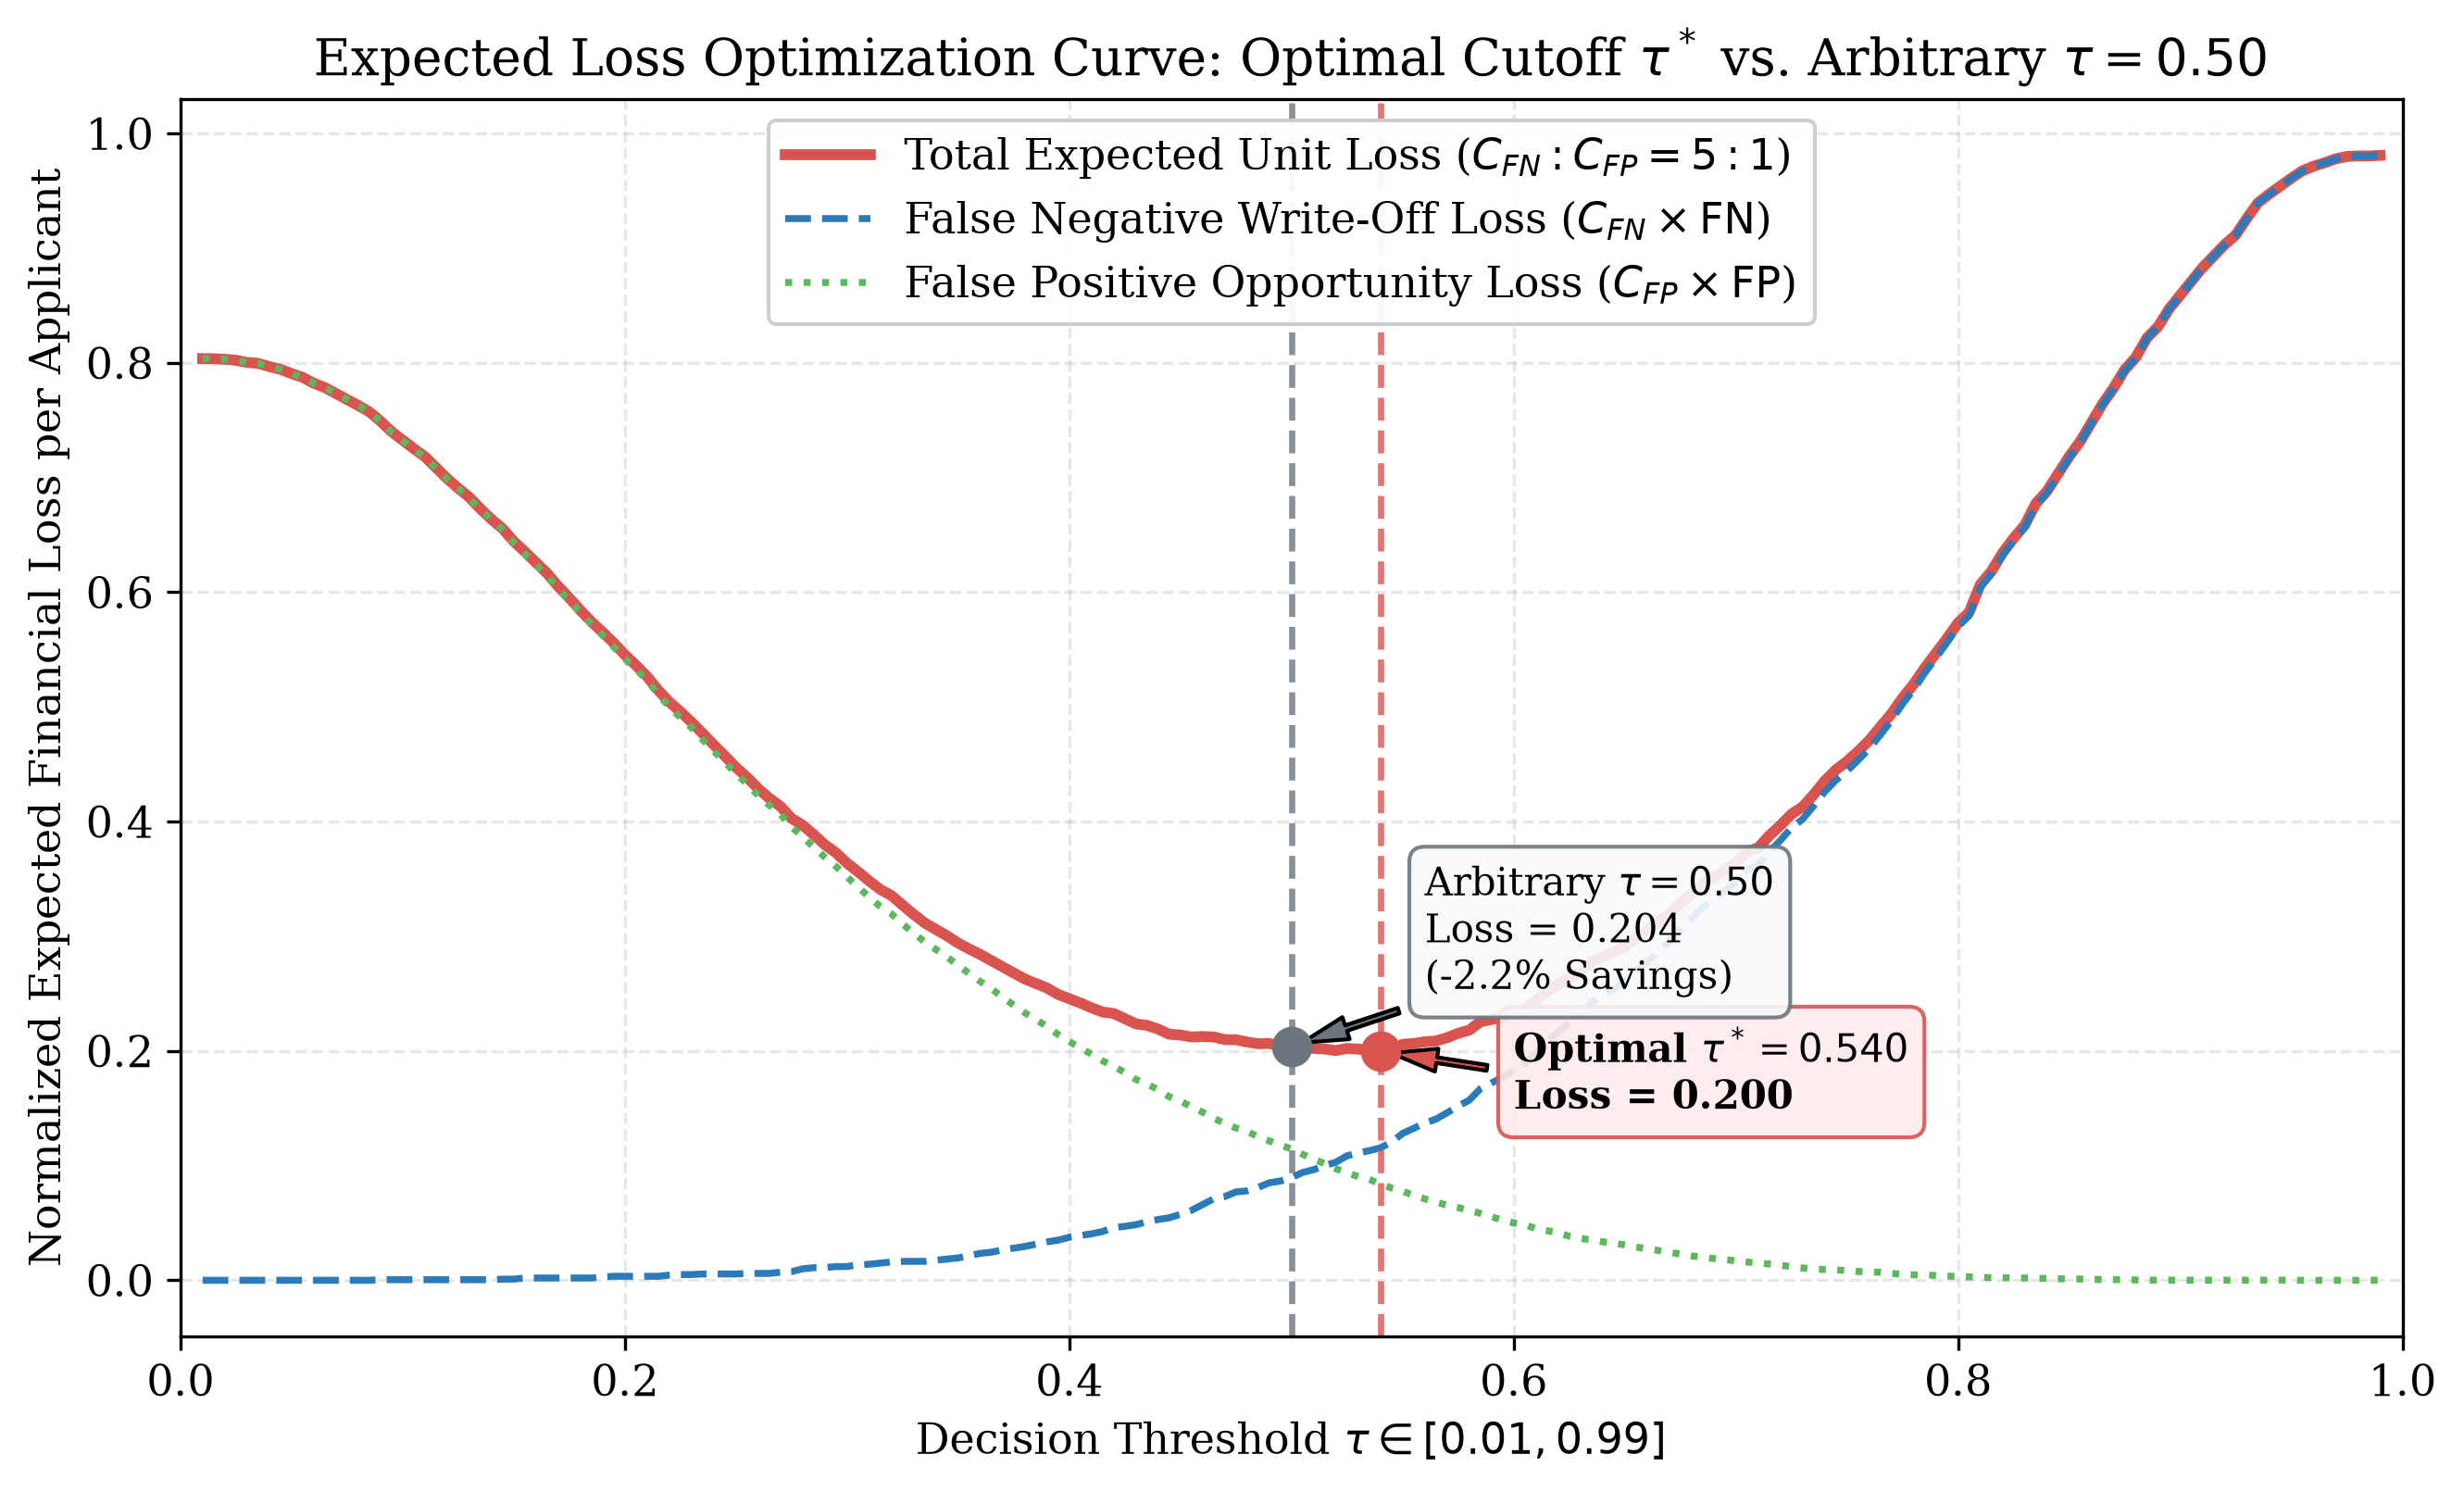 Expected Loss Optimization Curve: Optimal Cutoff τ* vs. Arbitrary τ = 0.50
Normalized Expected Financial Loss per Applicant
1.0
0.8
0.6
0.4
0.2
0.0
Total Expected Unit Loss (C_FN : C_FP = 5 : 1)
False Negative Write-Off Loss (C_FN × FN)
False Positive Opportunity Loss (C_FP × FP)
Arbitrary τ = 0.50
Loss = 0.204
(-2.2% Savings)
Optimal τ* = 0.540
Loss = 0.200
0.0 0.2 0.4 0.6 0.8 1.0
Decision Threshold τ ∈ [0.01, 0.99]